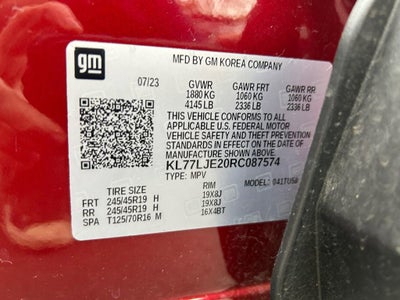 gm
MFD BY GM KOREA COMPANY
07/23 GVWR GAWR FRT GAWR RR
1880 KG 1060 KG 1060 KG
4145 LB 2336 LB 2336 LB
THIS VEHICLE CONFORMS TO ALL
APPLICABLE U.S. FEDERAL MOTOR
VEHICLE SAFETY, BUMPER, AND THEFT
PREVENTION STANDARDS IN EFFECT ON
THE DATE OF MANUFACTURE SHOWN ABOVE.
KL77LJE20RC087574
TYPE: MPV MODEL:
TIRE SIZE RIM
FRT 245/45R19 H 19X8J
RR 245/45R19 H 19X8J
SPA T125/70R16 M 16X4BT